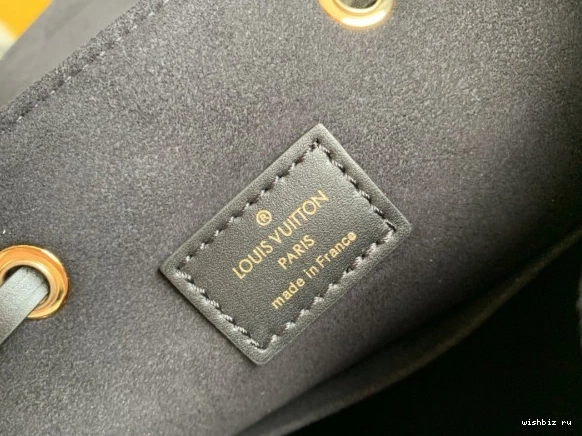 ®
LOUIS VUITTON
PARIS
made in France
wishbiz ru